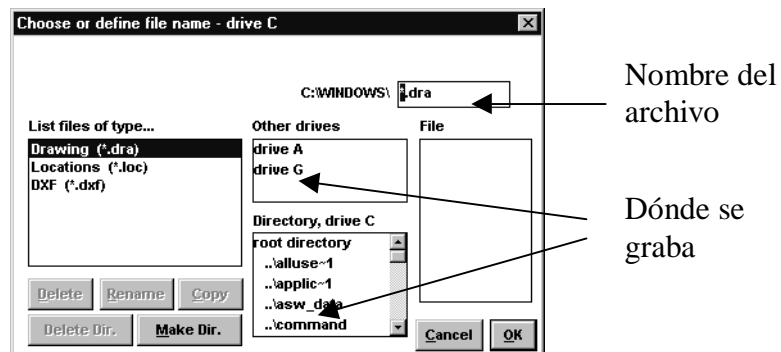 Choose or define file name - drive C
C:\WINDOWS\ *.dra
Nombre del
archivo
List files of type...
Drawing (*.dra)
Locations (*.loc)
DXF (*.dxf)
Other drives
drive A
drive G
File
Directory, drive C
root directory
..\alluse~1
..\applic~1
..\asw_data
..\command
Dónde se
graba
Delete Rename Copy
Delete Dir. Make Dir.
Cancel OK